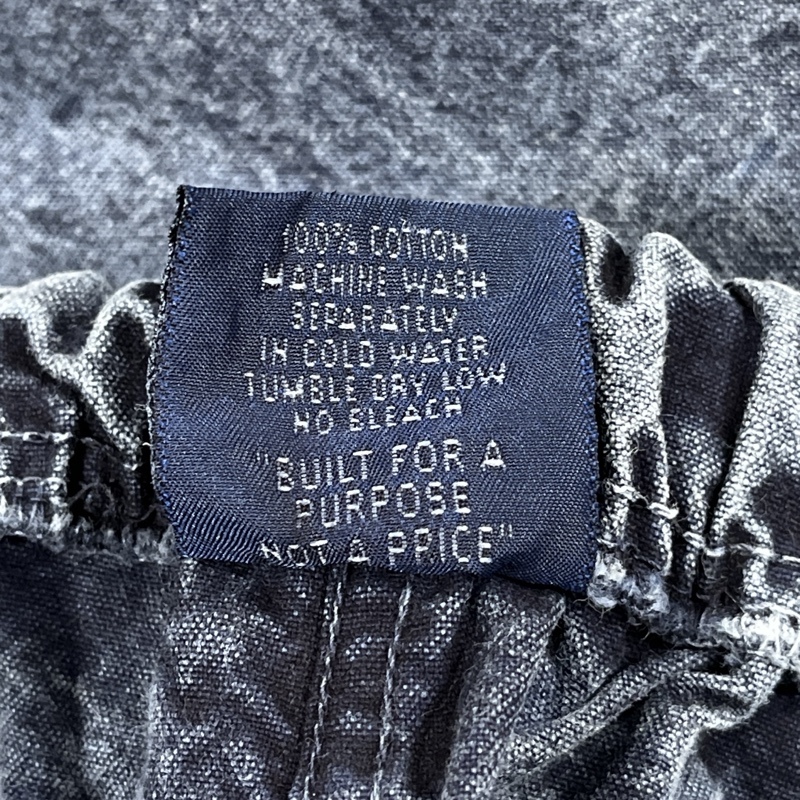 100% COTTON
MACHINE WASH
SEPARATELY
IN COLD WATER
TUMBLE DRY LOW
NO BLEACH
"BUILT FOR A
PURPOSE
NOT A PRICE"